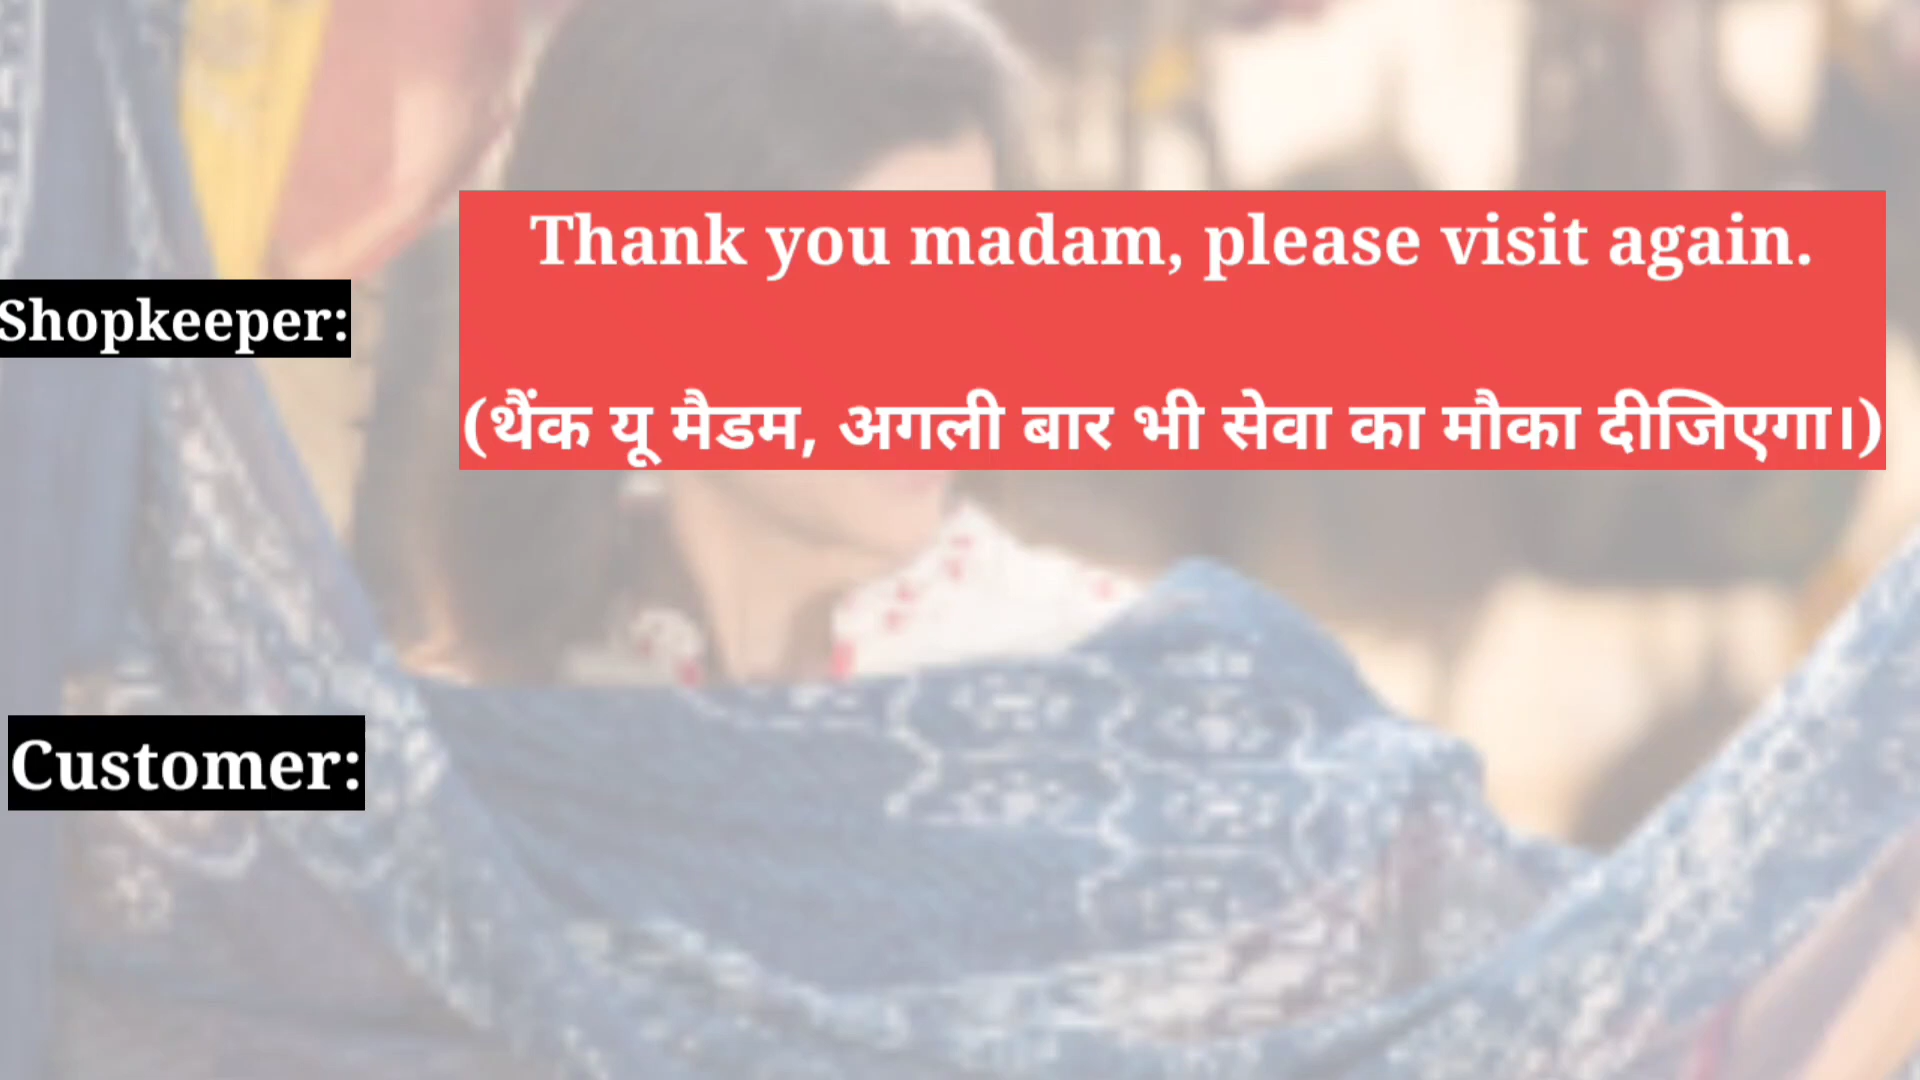 Thank you madam, please visit again.
Shopkeeper:
(थैंक यू मैडम, अगली बार भी सेवा का मौका दीजिएगा।)
Customer: